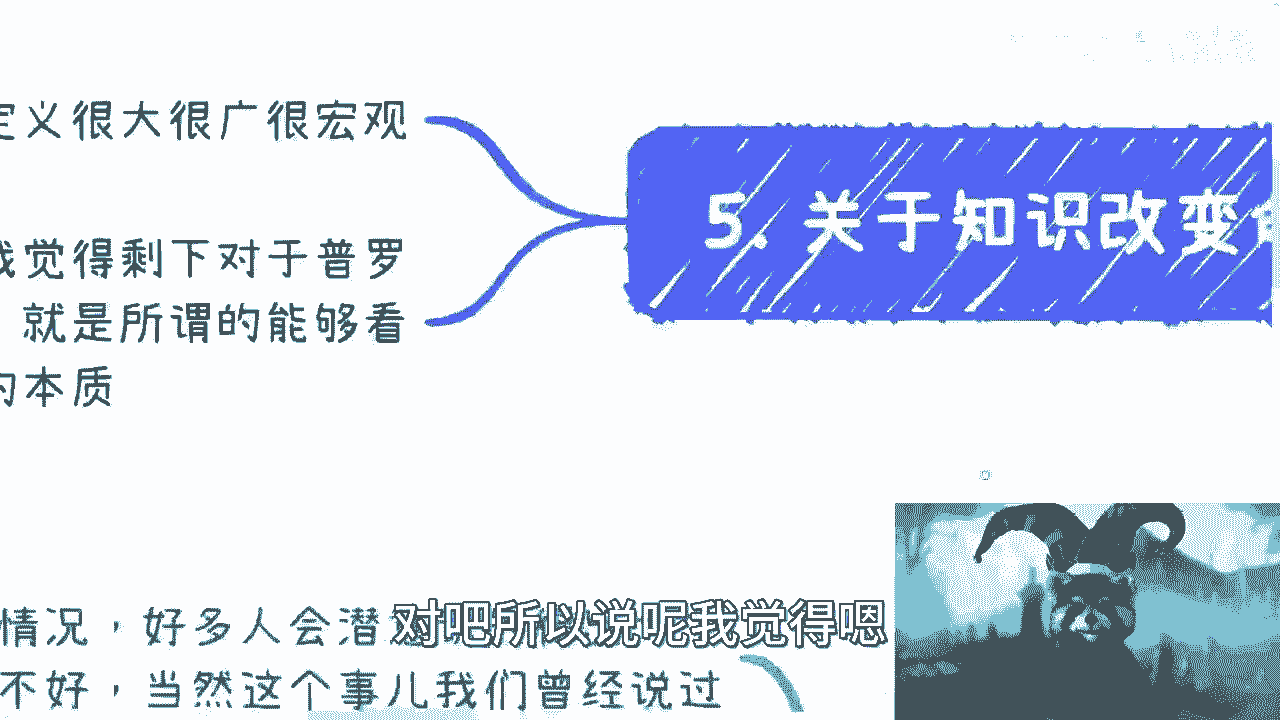 定义很大很广很宏观
5. 关于知识改变
我觉得剩下对于普罗
就是所谓的能够看
的本质
情况，好多人会潜
对吧所以说呢我觉得嗯
不好，当然这个事儿我们曾经说过